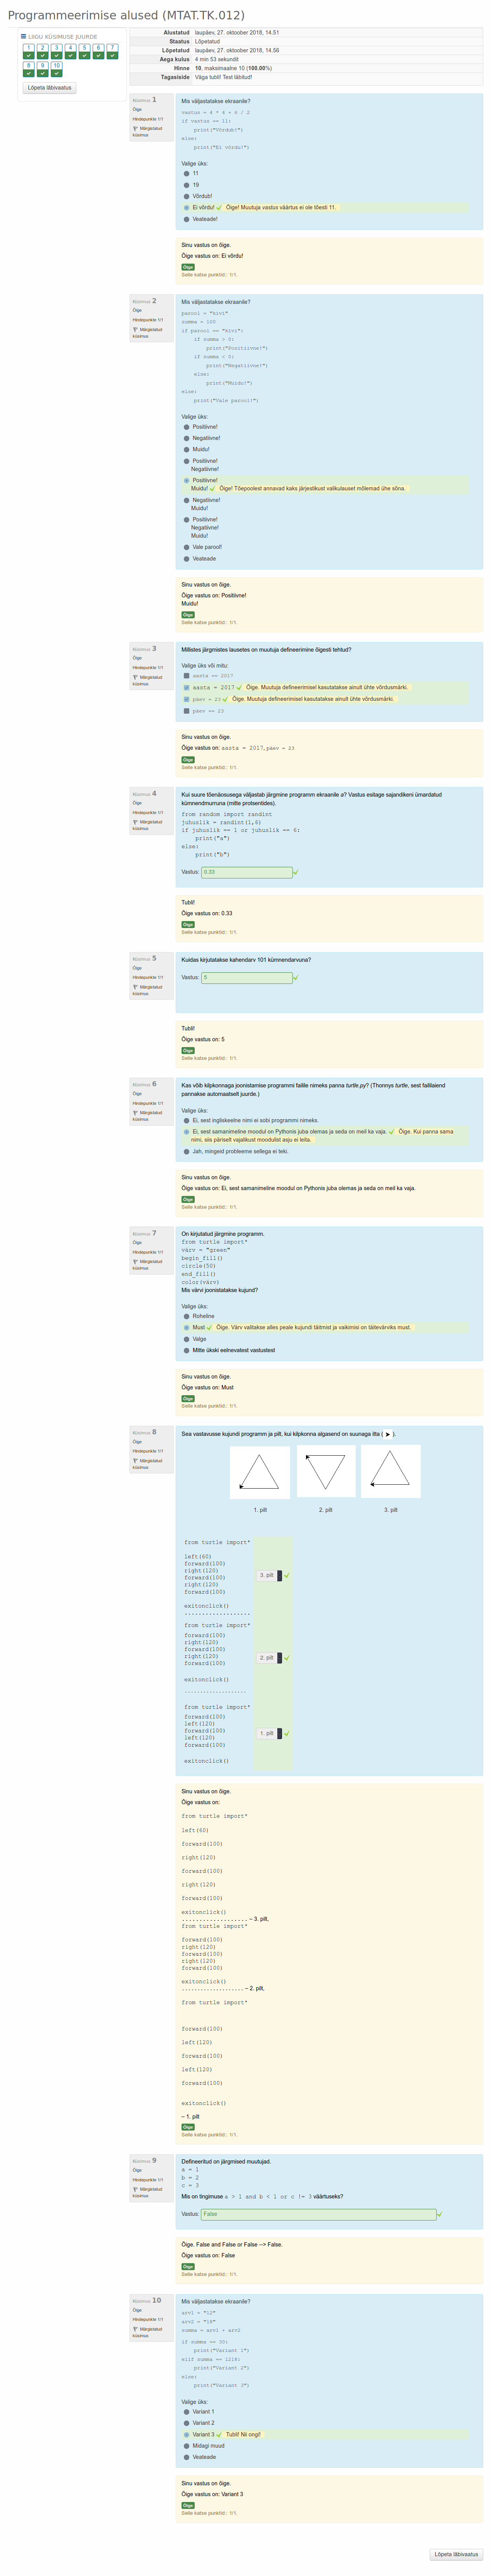 Programmeerimise alused (MTAT.TK.012)
LIIGU KÜSIMUSE JUURDE
1 2 3 4 5 6 7
8 9 10
Lõpeta läbivaatus
Alustatud laupäev, 27. oktoober 2018, 14.51
Staatus Lõpetatud
Lõpetatud laupäev, 27. oktoober 2018, 14.56
Aega kulus 4 min 53 sekundit
Hinne 10, maksimaalne 10 (100.00%)
Tagasiside Väga tubli! Test läbitud!
Küsimus 1
Õige
Hindepunkte 1/1
Märgistatud
küsimus
Mis väljastatakse ekraanile?
vastus = 4 * 4 + 6 / 2
if vastus == 11:
print("Võrdub!")
else:
print("Ei võrdu!")
Valige üks:
11
19
Võrdub!
Ei võrdu! Õige! Muutuja vastus väärtus ei ole tõesti 11.
Veateade!
Sinu vastus on õige.
Õige vastus on: Ei võrdu!
Õige
Selle katse punktid: 1/1.
Küsimus 2
Õige
Hindepunkte 1/1
Märgistatud
küsimus
Mis väljastatakse ekraanile?
parool = "kivi"
summa = 100
if parool == "kivi":
if summa > 0:
print("Positiivne!")
if summa < 0:
print("Negatiivne!")
else:
print("Muidu!")
else:
print("Vale parool!")
Valige üks:
Positiivne!
Negatiivne!
Muidu!
Positiivne!
Negatiivne!
Positiivne!
Muidu! Õige! Tõepoolest annavad kaks järjestikust valikulauset mõlemad ühe sõna.
Negatiivne!
Muidu!
Positiivne!
Negatiivne!
Muidu!
Vale parool!
Veateade
Sinu vastus on õige.
Õige vastus on: Positiivne!
Muidu!
Õige
Selle katse punktid: 1/1.
Küsimus 3
Õige
Hindepunkte 1/1
Märgistatud
küsimus
Millistes järgmistes lausetes on muutuja defineerimine õigesti tehtud?
Valige üks või mitu:
aasta == 2017
aasta = 2017 Õige. Muutuja defineerimisel kasutatakse ainult ühte võrdusmärki.
päev = 23 Õige. Muutuja defineerimisel kasutatakse ainult ühte võrdusmärki.
päev == 23
Sinu vastus on õige.
Õige vastus on: aasta = 2017, päev = 23
Õige
Selle katse punktid: 1/1.
Küsimus 4
Õige
Hindepunkte 1/1
Märgistatud
küsimus
Kui suure tõenäosusega väljastab järgmine programm ekraanile a? Vastus esitage sajandikeni ümardatud
kümnendmurruna (mitte protsentides).
from random import randint
juhuslik = randint(1,6)
if juhuslik == 1 or juhuslik == 6:
print("a")
else:
print("b")
Vastus: 0.33
Tubli!
Õige vastus on: 0.33
Õige
Selle katse punktid: 1/1.
Küsimus 5
Õige
Hindepunkte 1/1
Märgistatud
küsimus
Kuidas kirjutatakse kahendarv 101 kümnendarvuna?
Vastus: 5
Tubli!
Õige vastus on: 5
Õige
Selle katse punktid: 1/1.
Küsimus 6
Õige
Hindepunkte 1/1
Märgistatud
küsimus
Kas võib kilpkonnaga joonistamise programmi failile nimeks panna turtle.py? (Thonnys turtle, sest faililaiend
pannakse automaatselt juurde.)
Valige üks:
Ei, sest ingliskeelne nimi ei sobi programmi nimeks.
Ei, sest samanimeline moodul on Pythonis juba olemas ja seda on meil ka vaja. Õige. Kui panna sama
nimi, siis päriselt vajalikust moodulist asju ei leita.
Jah, mingeid probleeme sellega ei teki.
Sinu vastus on õige.
Õige vastus on: Ei, sest samanimeline moodul on Pythonis juba olemas ja seda on meil ka vaja.
Õige
Selle katse punktid: 1/1.
Küsimus 7
Õige
Hindepunkte 1/1
Märgistatud
küsimus
On kirjutatud järgmine programm.
from turtle import*
värv = "green"
begin_fill()
circle(50)
end_fill()
color(värv)
Mis värvi joonistatakse kujund?
Valige üks:
Roheline
Must Õige. Värv valitakse alles peale kujundi täitmist ja vaikimisi on täitevärviks must.
Valge
Mitte ükski eelnevatest vastustest
Sinu vastus on õige.
Õige vastus on: Must
Õige
Selle katse punktid: 1/1.
Küsimus 8
Õige
Hindepunkte 1/1
Märgistatud
küsimus
Sea vastavusse kujundi programm ja pilt, kui kilpkonna algasend on suunaga itta ( ).
1. pilt 2. pilt 3. pilt
from turtle import*
left(60)
forward(100)
right(120)
forward(100)
right(120)
forward(100)
exitonclick()
....................
3. pilt
from turtle import*
forward(100)
right(120)
forward(100)
right(120)
forward(100)
exitonclick()
....................
2. pilt
from turtle import*
forward(100)
left(120)
forward(100)
left(120)
forward(100)
exitonclick()
1. pilt
Sinu vastus on õige.
Õige vastus on:
from turtle import*
left(60)
forward(100)
right(120)
forward(100)
right(120)
forward(100)
exitonclick()
.................... – 3. pilt,
from turtle import*
forward(100)
right(120)
forward(100)
right(120)
forward(100)
exitonclick()
.................... – 2. pilt,
from turtle import*
forward(100)
left(120)
forward(100)
left(120)
forward(100)
exitonclick()
– 1. pilt
Õige
Selle katse punktid: 1/1.
Küsimus 9
Õige
Hindepunkte 1/1
Märgistatud
küsimus
Defineeritud on järgmised muutujad.
a = 1
b = 2
c = 3
Mis on tingimuse a > 1 and b < 1 or c != 3 väärtuseks?
Vastus: False
Õige. False and False or False --> False.
Õige vastus on: False
Õige
Selle katse punktid: 1/1.
Küsimus 10
Õige
Hindepunkte 1/1
Märgistatud
küsimus
Mis väljastatakse ekraanile?
arv1 = "12"
arv2 = "18"
summa = arv1 + arv2
if summa == 30:
print("Variant 1")
elif summa == 1218:
print("Variant 2")
else:
print("Variant 3")
Valige üks:
Variant 1
Variant 2
Variant 3 Tubli! Nii ongi!
Midagi muud
Veateade
Sinu vastus on õige.
Õige vastus on: Variant 3
Õige
Selle katse punktid: 1/1.
Lõpeta läbivaatus